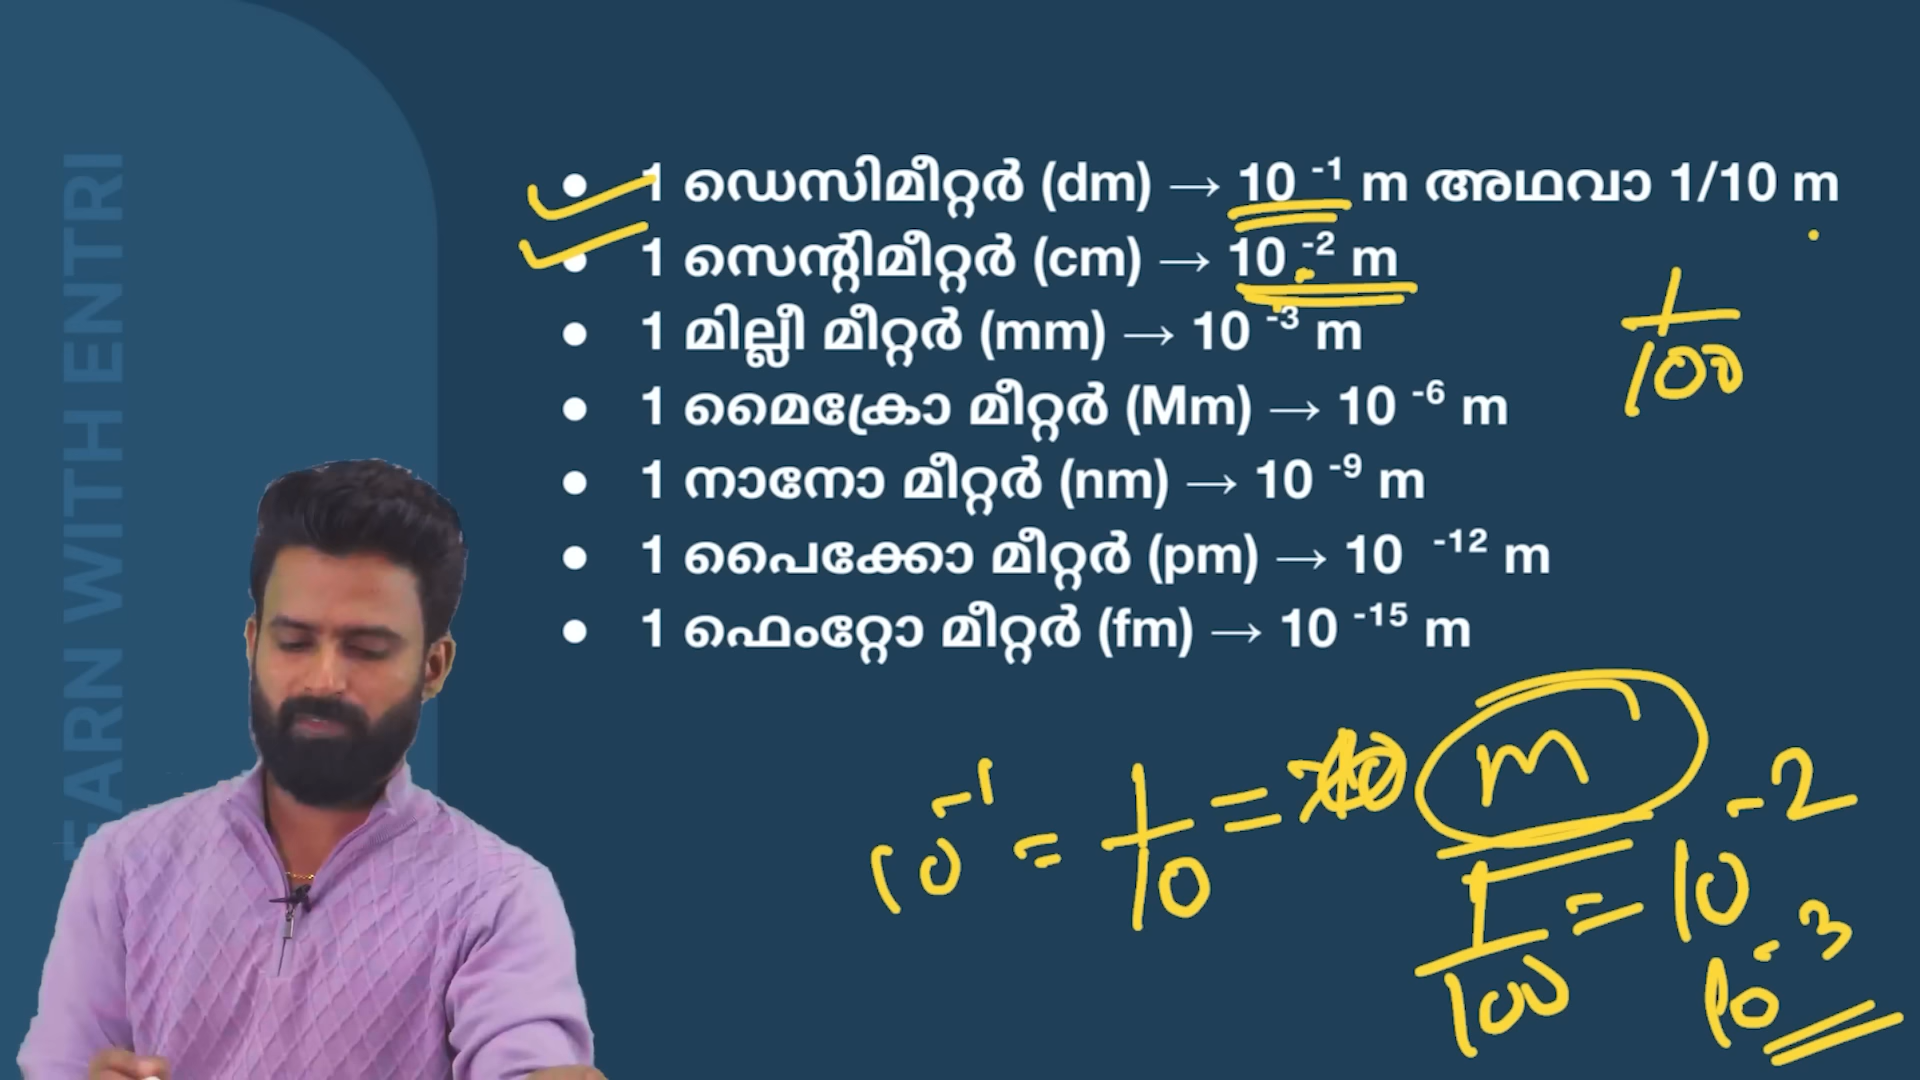 EARN WITH ENTRI
1 ഡെസിമീറ്റർ (dm) → 10 ⁻¹ m അഥവാ 1/10 m
1 സെന്റിമീറ്റർ (cm) → 10 ⁻² m
1 മില്ലീ മീറ്റർ (mm) → 10 ⁻³ m
1 മൈക്രോ മീറ്റർ (Mm) → 10 ⁻⁶ m
1 നാനോ മീറ്റർ (nm) → 10 ⁻⁹ m
1 പൈക്കോ മീറ്റർ (pm) → 10 ⁻¹² m
1 ഫെംറ്റോ മീറ്റർ (fm) → 10 ⁻¹⁵ m
1/100
10⁻¹ = 1/10 = m
1/100 = 10⁻²
10⁻³